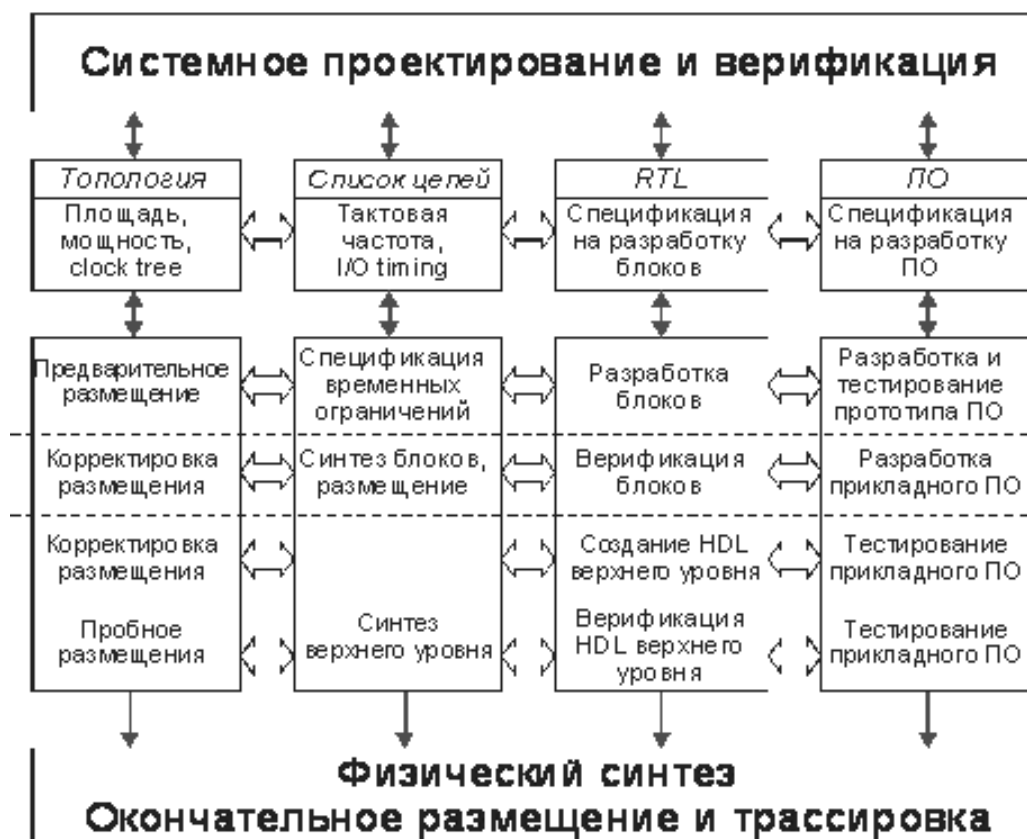 Системное проектирование и верификация
Топология
Площадь,
мощность,
clock tree
Список целей
Тактовая
частота,
I/O timing
RTL
Спецификация
на разработку
блоков
ПО
Спецификация
на разработку
ПО
Предварительное
размещение
Спецификация
временных
ограничений
Разработка
блоков
Разработка и
тестирование
прототипа ПО
Корректировка
размещения
Синтез блоков,
размещение
Верификация
блоков
Разработка
прикладного ПО
Корректировка
размещения
Создание HDL
верхнего уровня
Тестирование
прикладного ПО
Пробное
размещения
Синтез
верхнего уровня
Верификация
HDL верхнего
уровня
Тестирование
прикладного ПО
Физический синтез
Окончательное размещение и трассировка